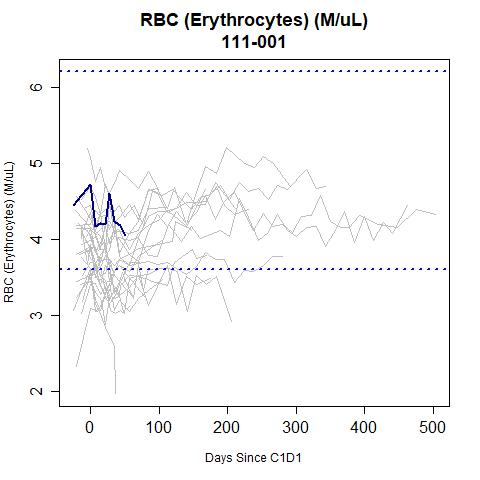 RBC (Erythrocytes) (M/uL)
111-001
RBC (Erythrocytes) (M/uL)
6
5
4
3
2
0 100 200 300 400 500
Days Since C1D1